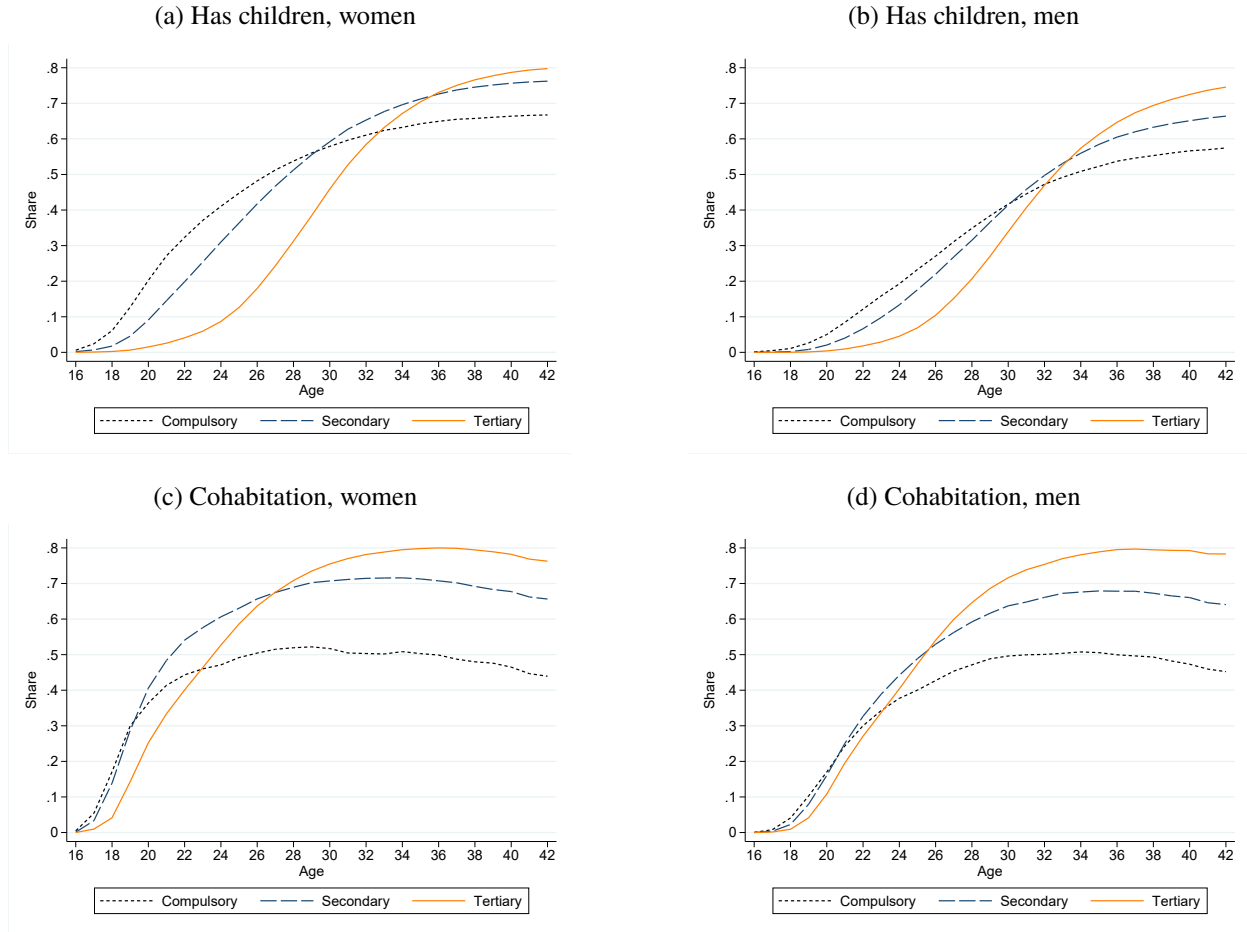 (a) Has children, women
.8
.7
.6
.5
.4
.3
.2
.1
0
Share
16 18 20 22 24 26 28 30 32 34 36 38 40 42
Age
Compulsory Secondary Tertiary
(b) Has children, men
.8
.7
.6
.5
.4
.3
.2
.1
0
Share
16 18 20 22 24 26 28 30 32 34 36 38 40 42
Age
Compulsory Secondary Tertiary
(c) Cohabitation, women
.8
.7
.6
.5
.4
.3
.2
.1
0
Share
16 18 20 22 24 26 28 30 32 34 36 38 40 42
Age
Compulsory Secondary Tertiary
(d) Cohabitation, men
.8
.7
.6
.5
.4
.3
.2
.1
0
Share
16 18 20 22 24 26 28 30 32 34 36 38 40 42
Age
Compulsory Secondary Tertiary